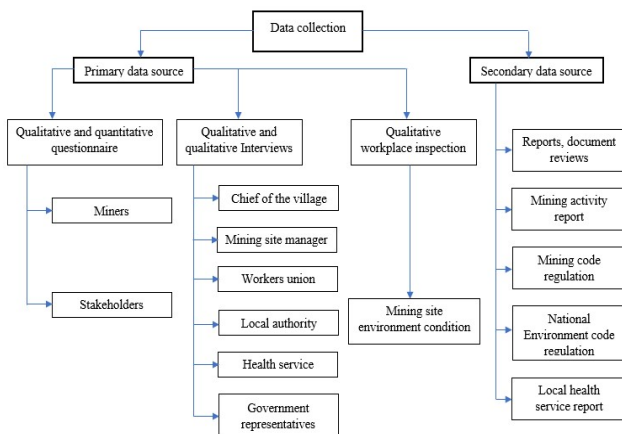 Data collection
Primary data source
Secondary data source
Qualitative and quantitative
questionnaire
Miners
Stakeholders
Qualitative and
qualitative Interviews
Chief of the village
Mining site manager
Workers union
Local authority
Health service
Government
representatives
Qualitative
workplace inspection
Mining site
environment condition
Reports, document
reviews
Mining activity
report
Mining code
regulation
National
Environment code
regulation
Local health
service report